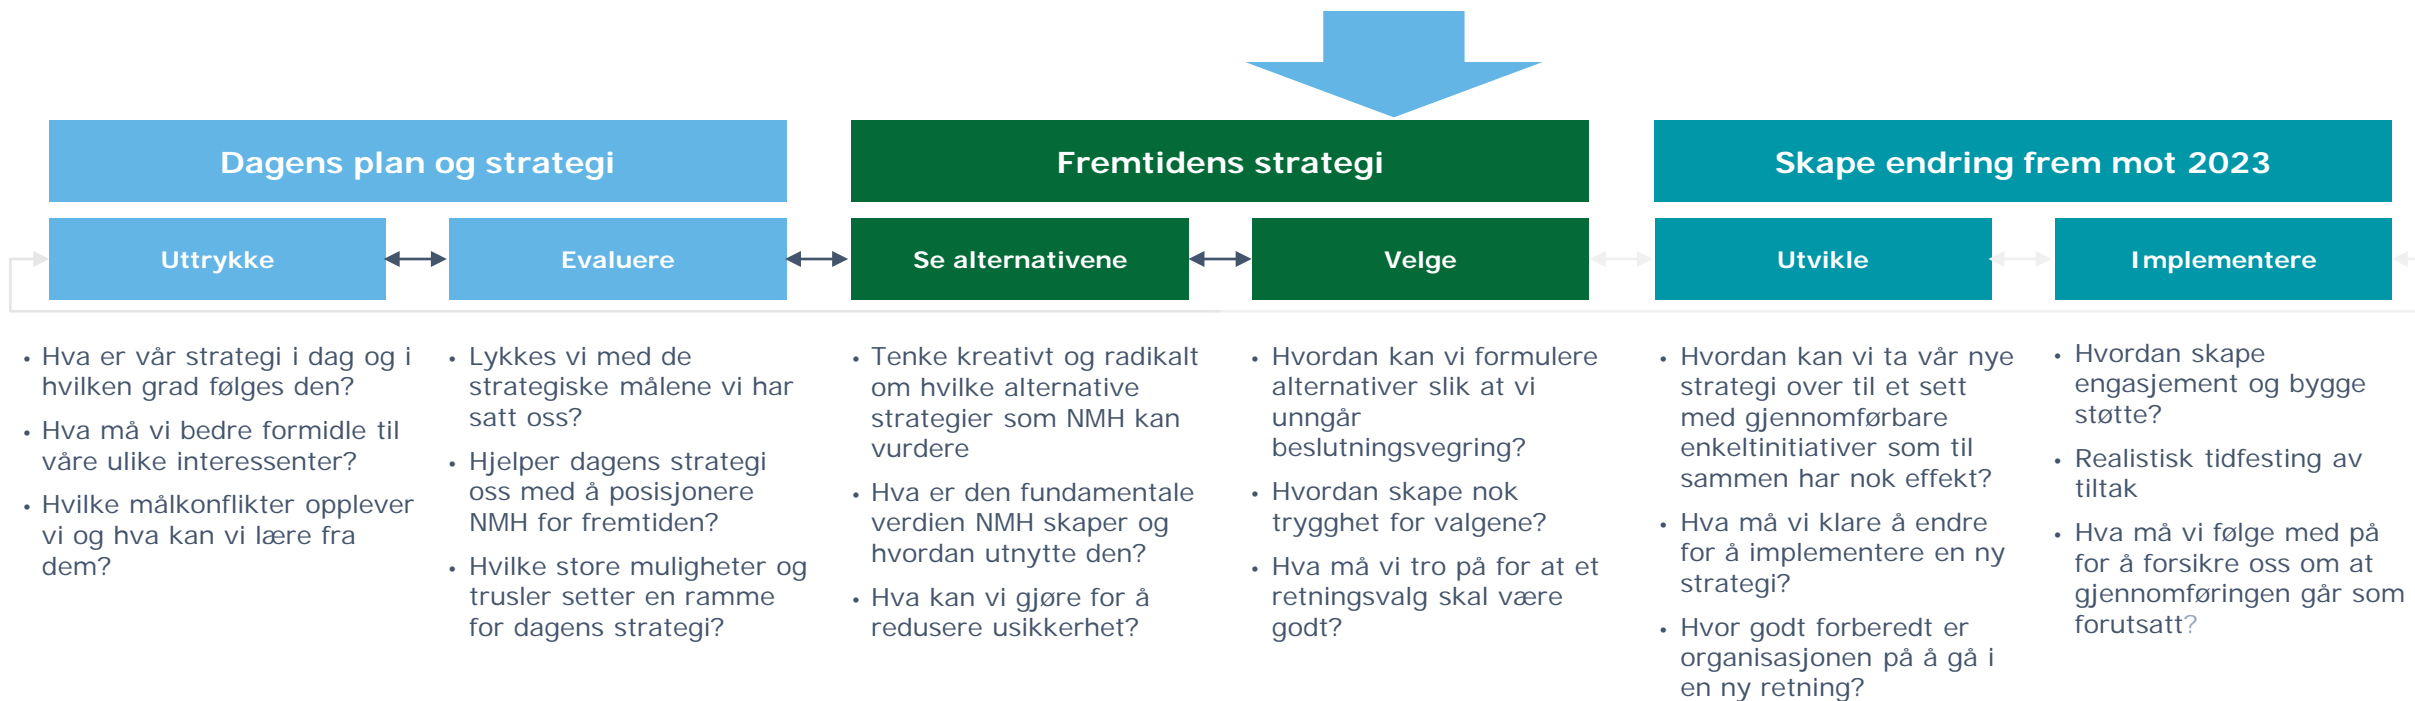 Dagens plan og strategi
Fremtidens strategi
Skape endring frem mot 2023
Uttrykke
Evaluere
Se alternativene
Velge
Utvikle
Implementere
• Hva er vår strategi i dag og i
hvilken grad følges den?
• Hva må vi bedre formidle til
våre ulike interessenter?
• Hvilke målkonflikter opplever
vi og hva kan vi lære fra
dem?
• Lykkes vi med de
strategiske målene vi har
satt oss?
• Hjelper dagens strategi
oss med å posisjonere
NMH for fremtiden?
• Hvilke store muligheter og
trusler setter en ramme
for dagens strategi?
• Tenke kreativt og radikalt
om hvilke alternative
strategier som NMH kan
vurdere
• Hva er den fundamentale
verdien NMH skaper og
hvordan utnytte den?
• Hva kan vi gjøre for å
redusere usikkerhet?
• Hvordan kan vi formulere
alternativer slik at vi
unngår
beslutningsvegring?
• Hvordan skape nok
trygghet for valgene?
• Hva må vi tro på for at et
retningsvalg skal være
godt?
• Hvordan kan vi ta vår nye
strategi over til et sett
med gjennomførbare
enkeltinitiativer som til
sammen har nok effekt?
• Hva må vi klare å endre
for å implementere en ny
strategi?
• Hvor godt forberedt er
organisasjonen på å gå i
en ny retning?
• Hvordan skape
engasjement og bygge
støtte?
• Realistisk tidfesting av
tiltak
• Hva må vi følge med på
for å forsikre oss om at
gjennomføringen går som
forutsatt?